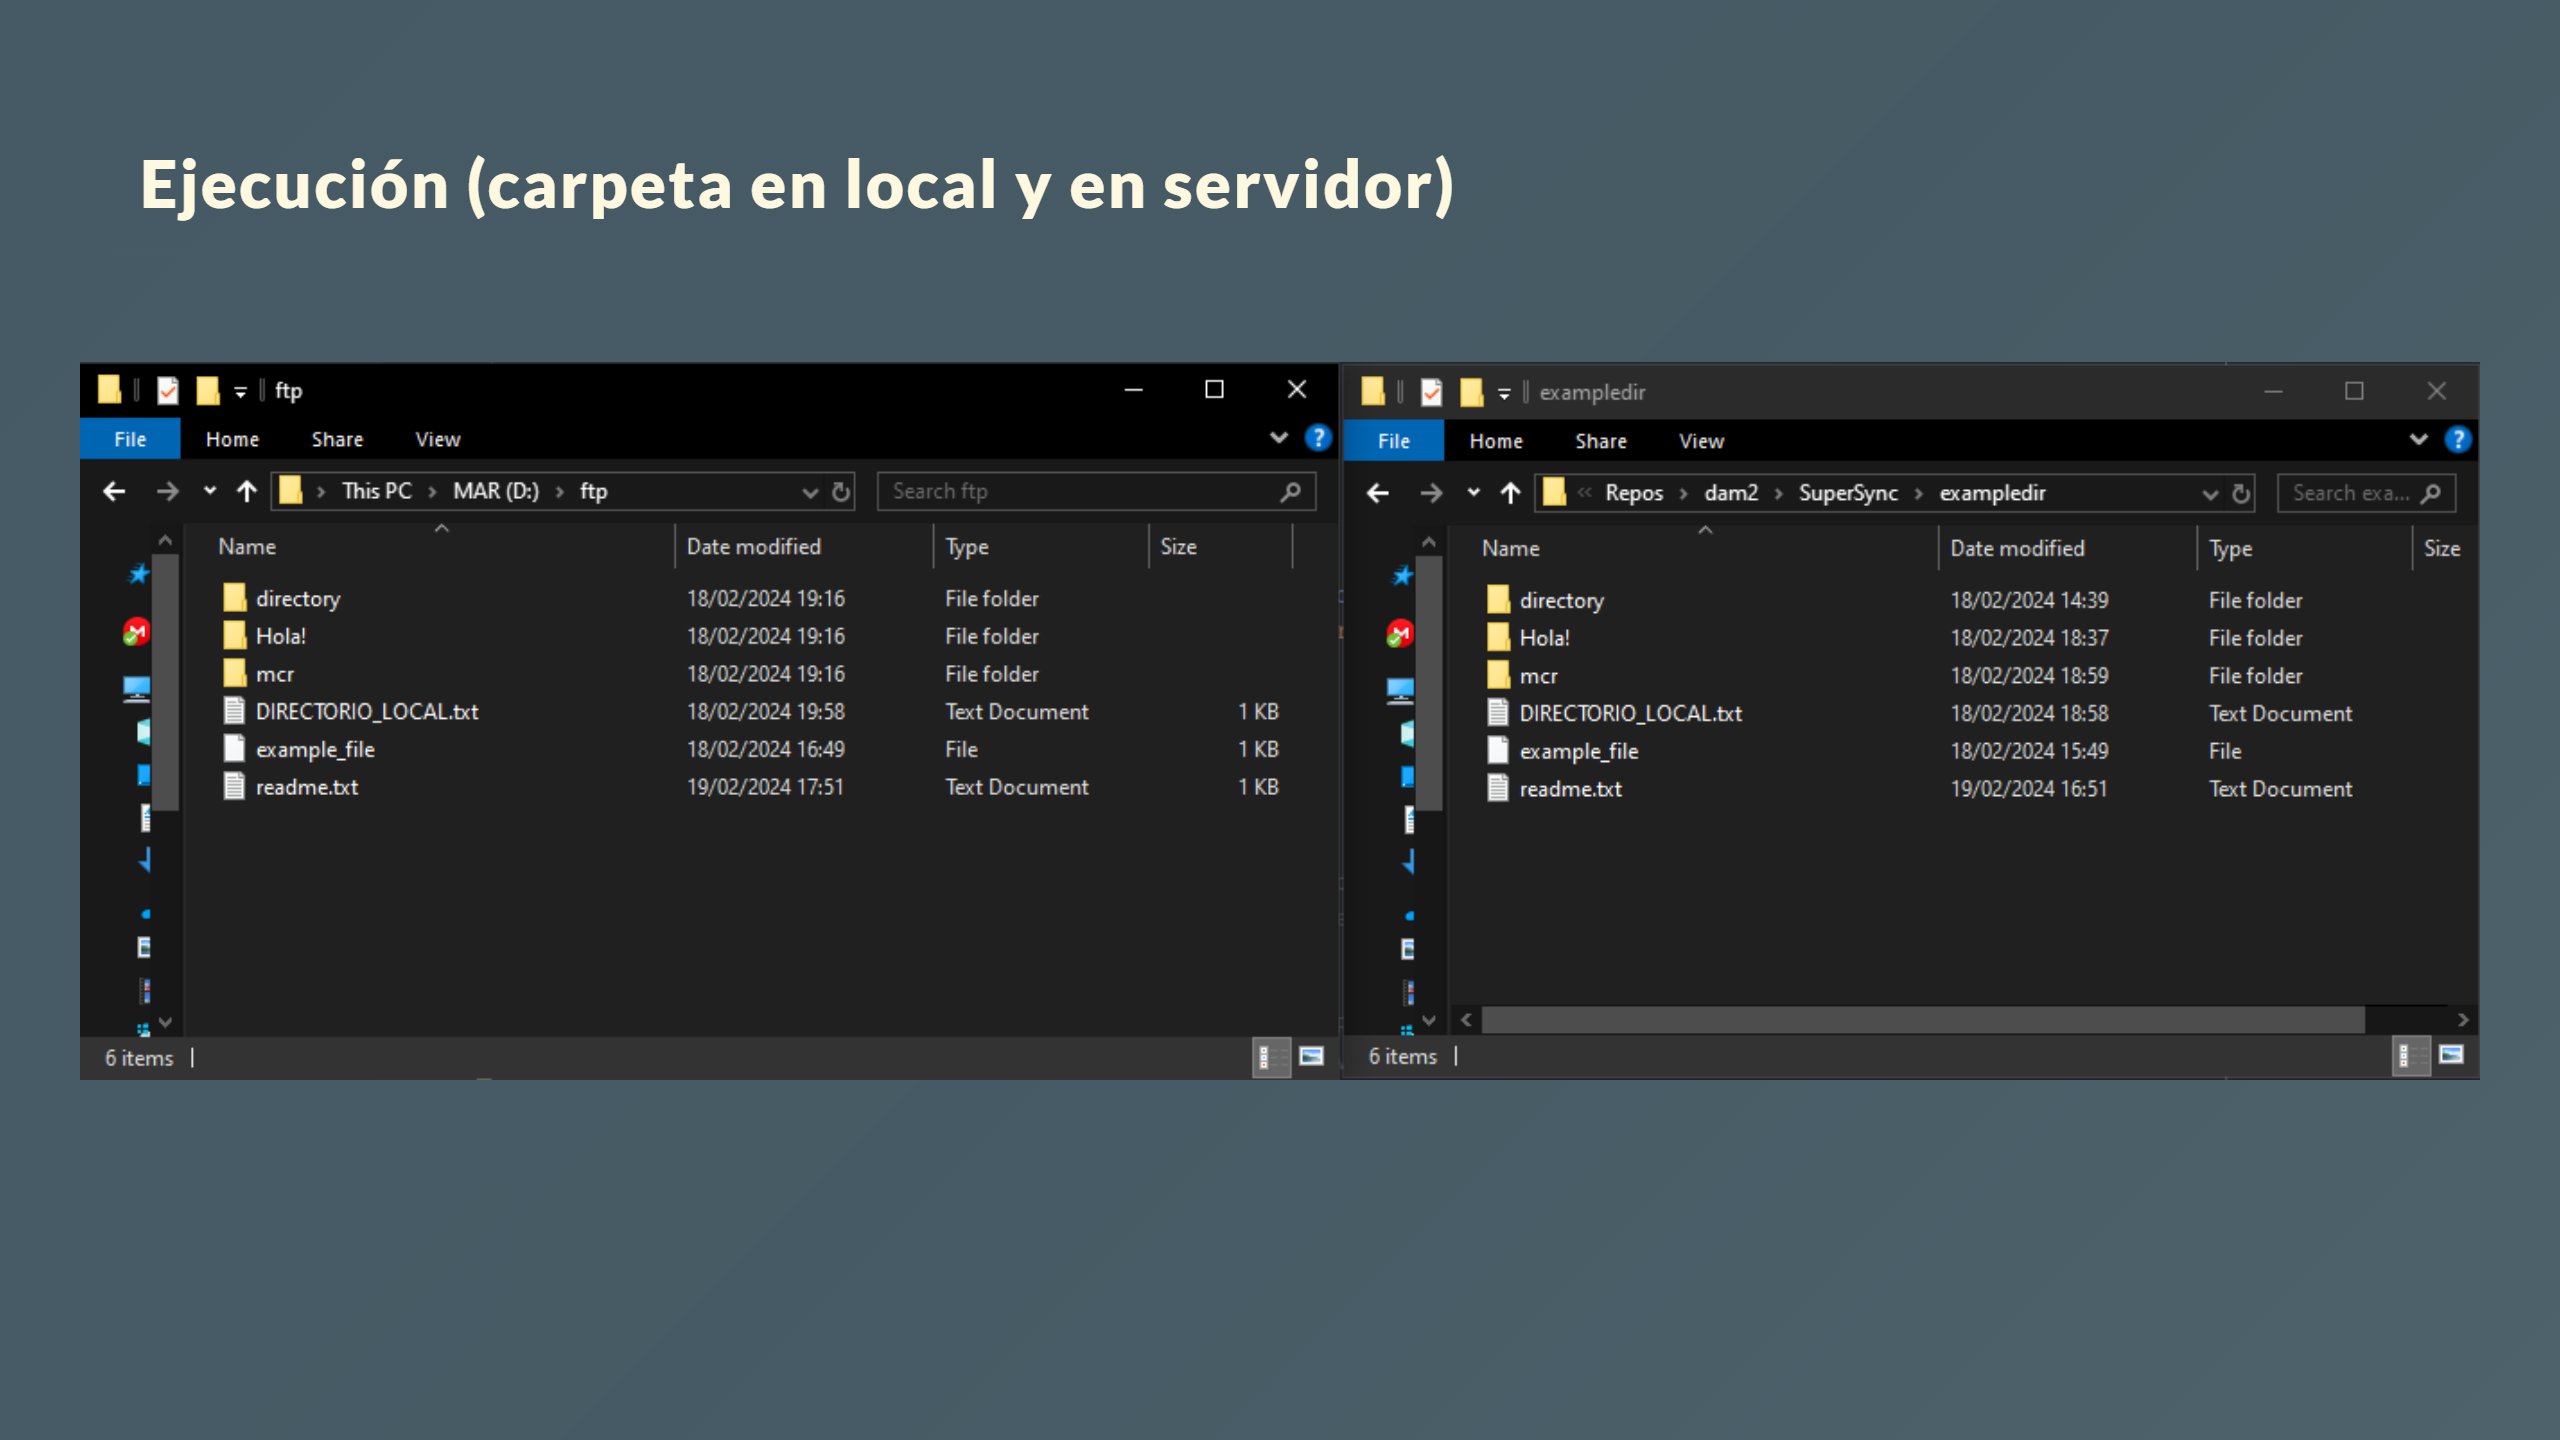 Ejecución (carpeta en local y en servidor)
ftp
File Home Share View
This PC > MAR (D:) > ftp
Search ftp
Name Date modified Type Size
directory 18/02/2024 19:16 File folder
Hola! 18/02/2024 19:16 File folder
mcr 18/02/2024 19:16 File folder
DIRECTORIO_LOCAL.txt 18/02/2024 19:58 Text Document 1 KB
example_file 18/02/2024 16:49 File 1 KB
readme.txt 19/02/2024 17:51 Text Document 1 KB
6 items
exampledir
File Home Share View
« Repos > dam2 > SuperSync > exampledir
Search exa...
Name Date modified Type Size
directory 18/02/2024 14:39 File folder
Hola! 18/02/2024 18:37 File folder
mcr 18/02/2024 18:59 File folder
DIRECTORIO_LOCAL.txt 18/02/2024 18:58 Text Document
example_file 18/02/2024 15:49 File
readme.txt 19/02/2024 16:51 Text Document
6 items